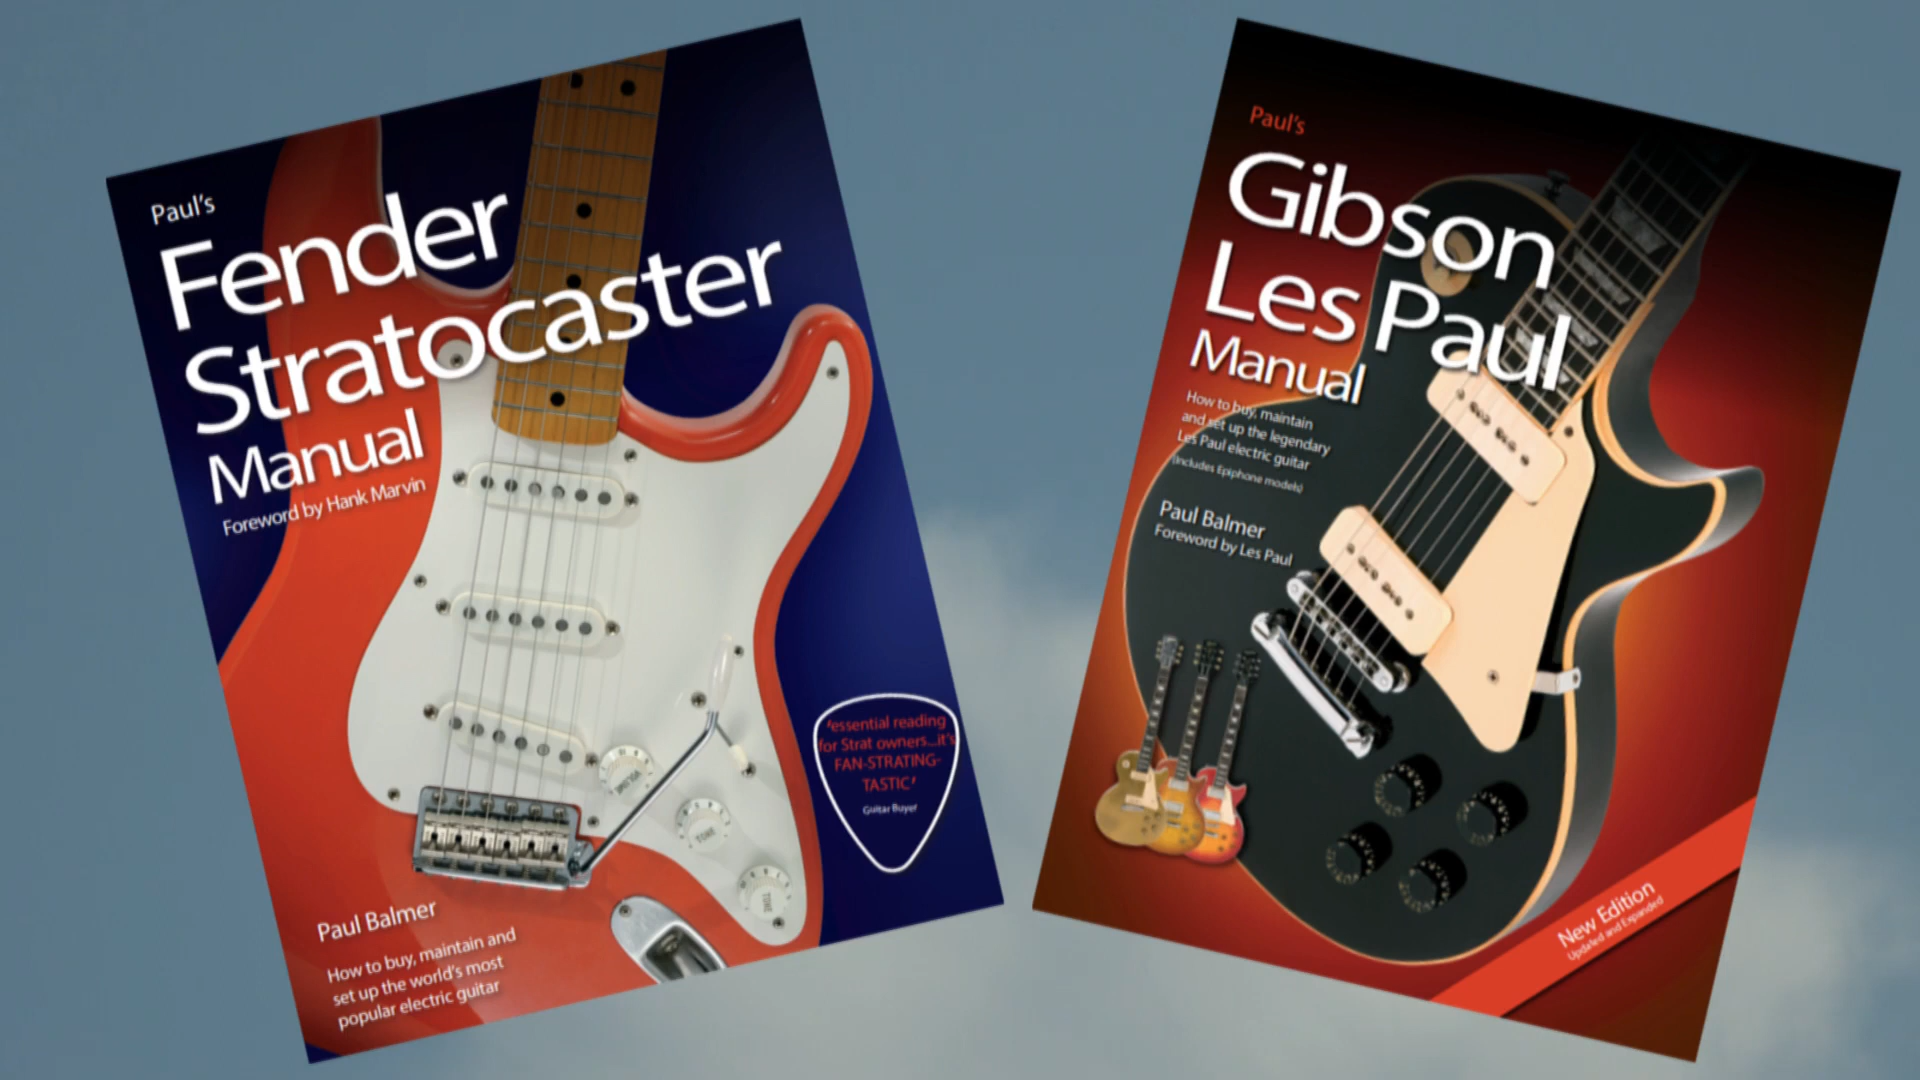 Paul's
Fender
Stratocaster
Manual
Foreword by Hank Marvin
'essential reading
for Strat owners...it's
FAN-STRATING-
TASTIC'
Guitar Buyer
VOLUME
TONE
TONE
Paul Balmer
How to buy, maintain and
set up the world's most
popular electric guitar
Paul's
Gibson
Les Paul
Manual
How to buy, maintain
and set up the legendary
Les Paul electric guitar
(Includes Epiphone models)
Paul Balmer
Foreword by Les Paul
New Edition
Updated and Expanded